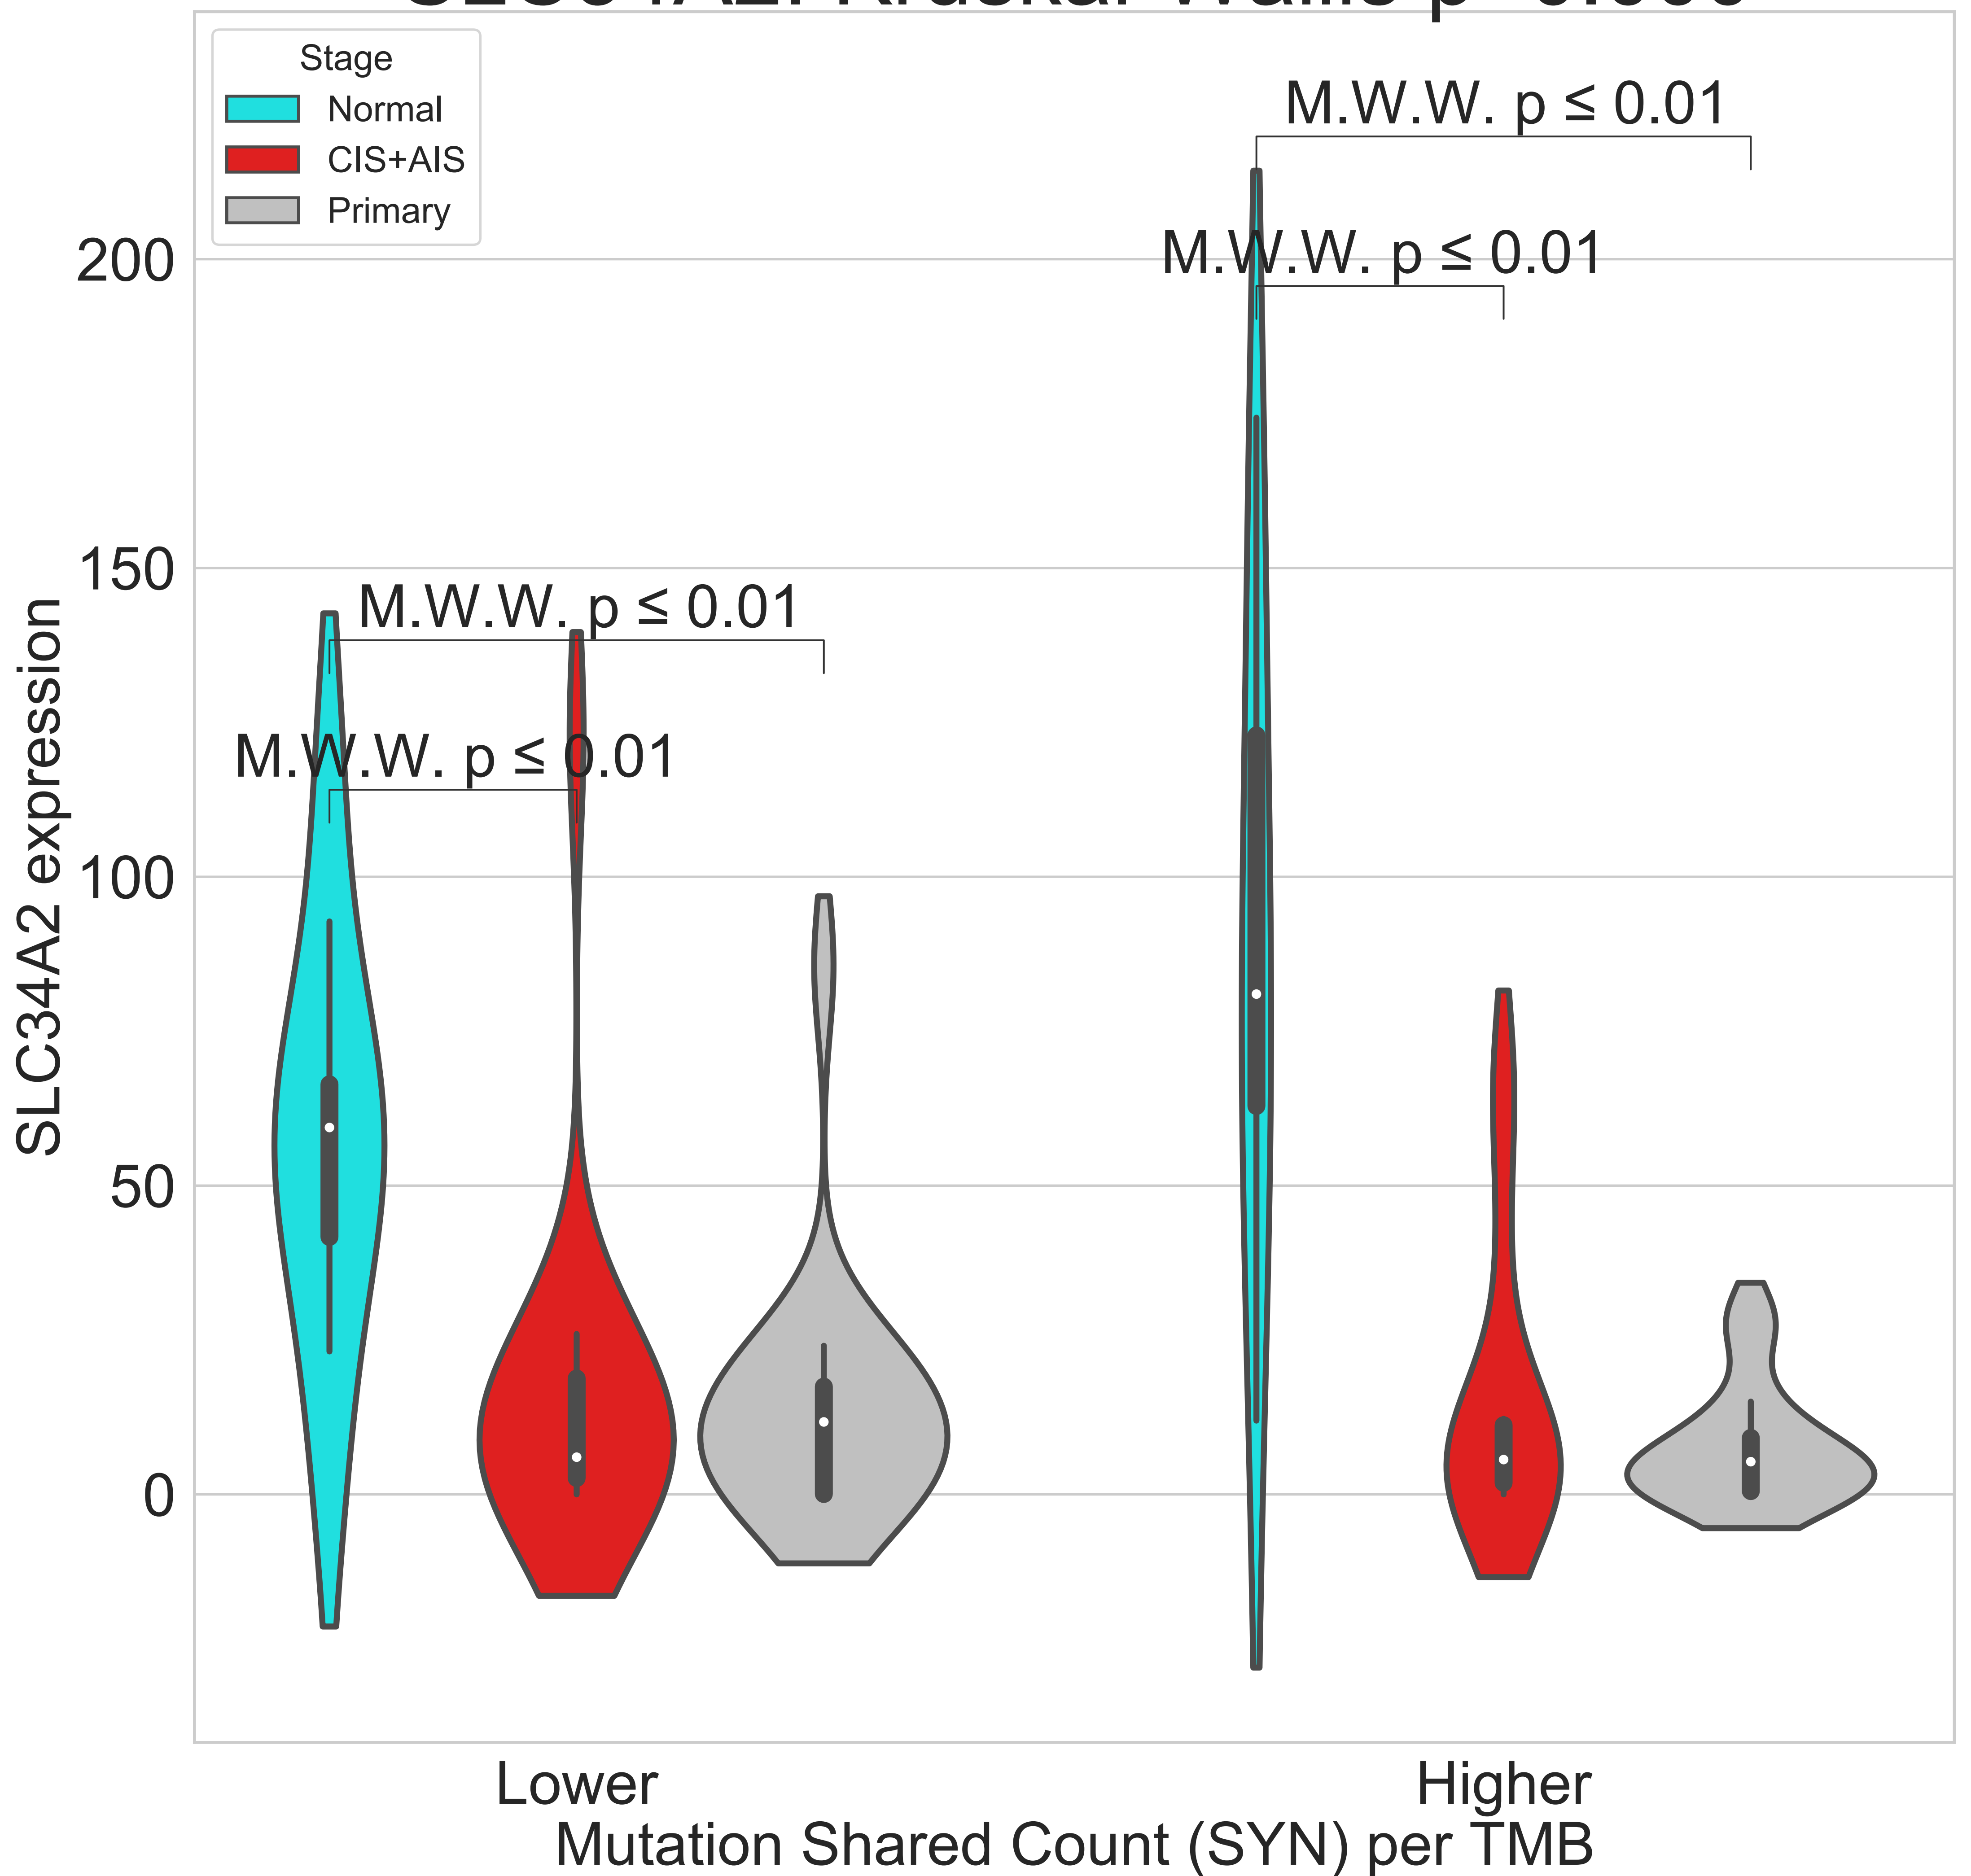 Stage
Normal
CIS+AIS
Primary
M.W.W. p ≤ 0.01
M.W.W. p ≤ 0.01
M.W.W. p ≤ 0.01
M.W.W. p ≤ 0.01
200
150
100
50
0
SLC34A2 expression
Lower
Higher
Mutation Shared Count (SYN) per TMB